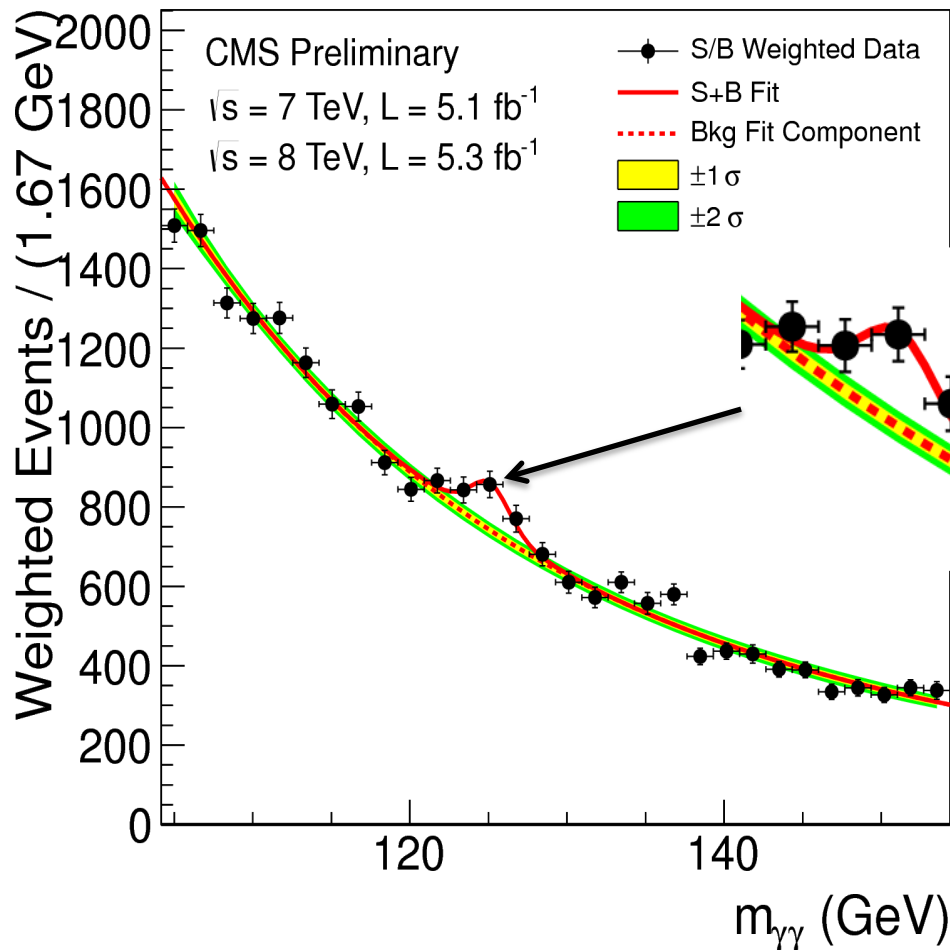 CMS Preliminary
√s = 7 TeV, L = 5.1 fb⁻¹
√s = 8 TeV, L = 5.3 fb⁻¹
S/B Weighted Data
S+B Fit
Bkg Fit Component
±1 σ
±2 σ
Weighted Events / (1.67 GeV)
2000
1800
1600
1400
1200
1000
800
600
400
200
0
120 140
mγγ (GeV)